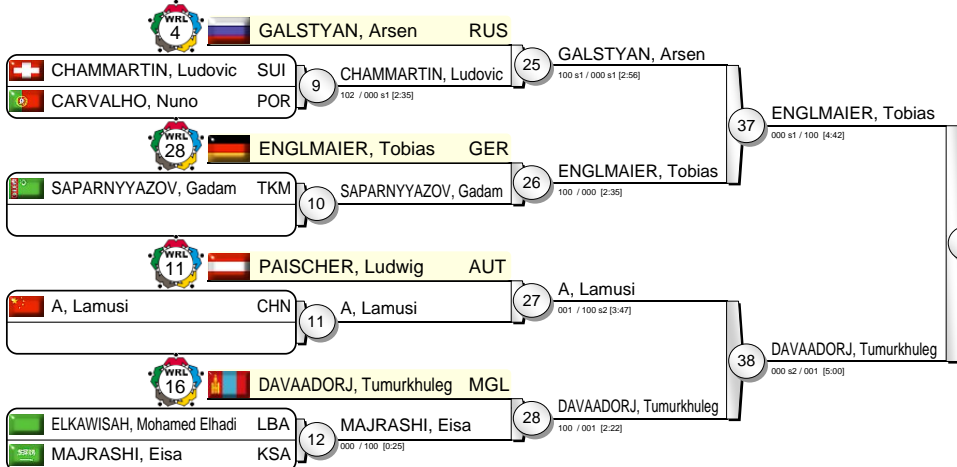 WRL
4
GALSTYAN, Arsen RUS
CHAMMARTIN, Ludovic SUI
CARVALHO, Nuno POR
9
CHAMMARTIN, Ludovic
102 / 000 s1 [2:35]
25
GALSTYAN, Arsen
100 s1 / 000 s1 [2:56]
WRL
28
ENGLMAIER, Tobias GER
SAPARNYYAZOV, Gadam TKM
10
SAPARNYYAZOV, Gadam
26
ENGLMAIER, Tobias
100 / 000 [2:35]
37
ENGLMAIER, Tobias
000 s1 / 100 [4:42]
WRL
11
PAISCHER, Ludwig AUT
A, Lamusi CHN
11
A, Lamusi
27
A, Lamusi
001 / 100 s2 [3:47]
WRL
16
DAVAADORJ, Tumurkhuleg MGL
ELKAWISAH, Mohamed Elhadi LBA
MAJRASHI, Eisa KSA
12
MAJRASHI, Eisa
000 / 100 [0:25]
28
DAVAADORJ, Tumurkhuleg
100 / 001 [2:22]
38
DAVAADORJ, Tumurkhuleg
000 s2 / 001 [5:00]